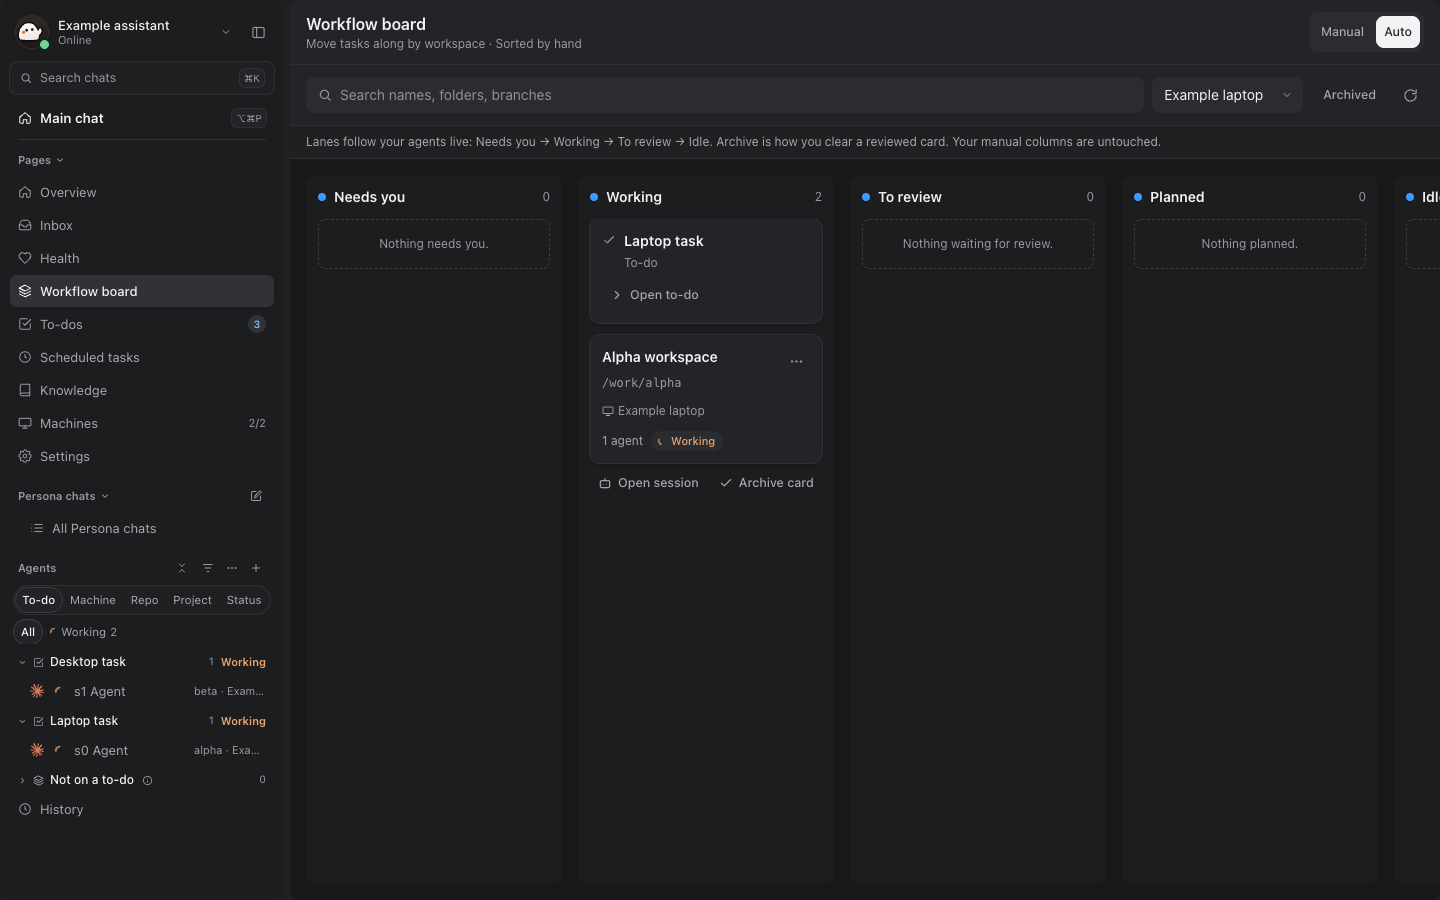 Example assistant
Online
Search chats
⌘K
Main chat
⌥⌘P
Pages
Overview
Inbox
Health
Workflow board
To-dos
3
Scheduled tasks
Knowledge
Machines
2/2
Settings
Persona chats
All Persona chats
Agents
To-do Machine Repo Project Status
All Working 2
Desktop task 1 Working
s1 Agent beta · Exam...
Laptop task 1 Working
s0 Agent alpha · Exa...
Not on a to-do 0
History
Workflow board
Move tasks along by workspace · Sorted by hand
Manual Auto
Search names, folders, branches
Example laptop
Archived
Lanes follow your agents live: Needs you → Working → To review → Idle. Archive is how you clear a reviewed card. Your manual columns are untouched.
Needs you 0
Nothing needs you.
Working 2
Laptop task
To-do
Open to-do
Alpha workspace
/work/alpha
Example laptop
1 agent Working
Open session Archive card
To review 0
Nothing waiting for review.
Planned 0
Nothing planned.